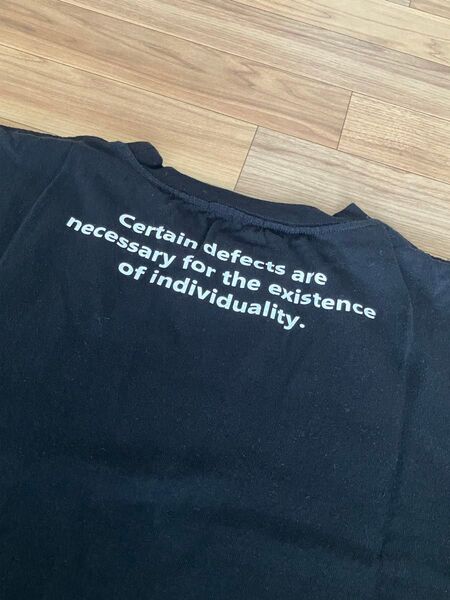 Certain defects are
necessary for the existence
of individuality.